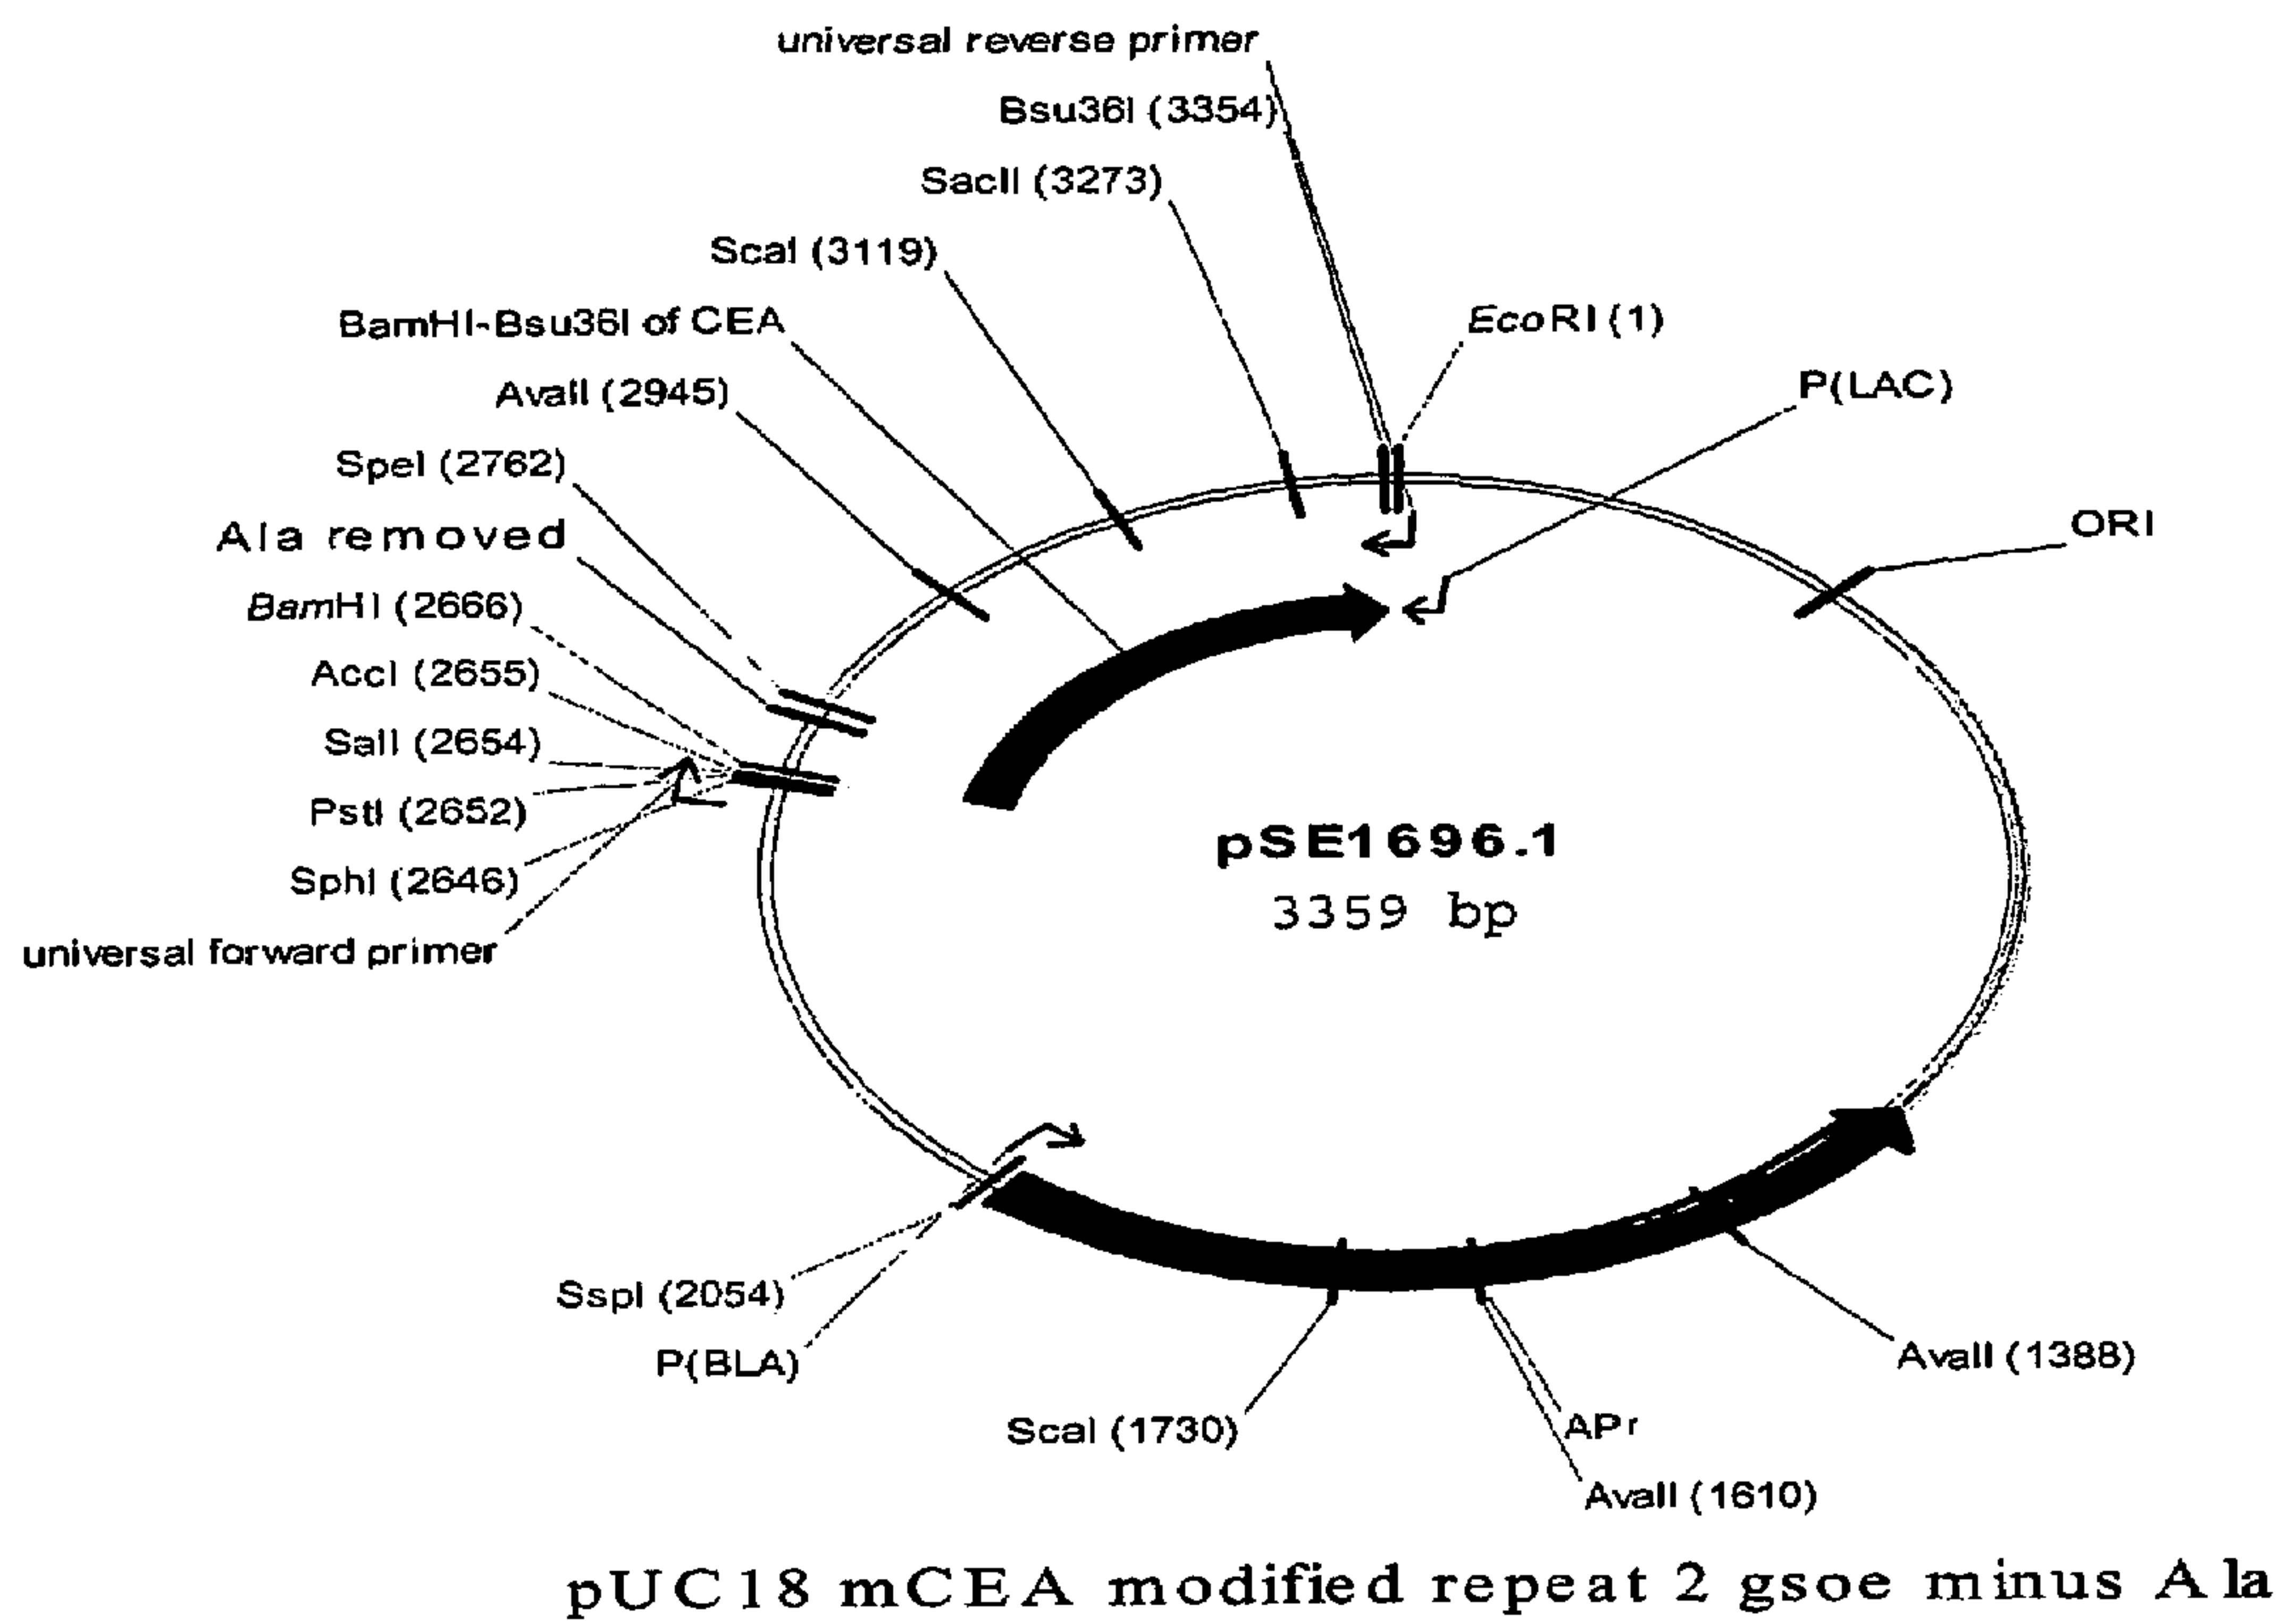 universal reverse primer
Bsu36I (3354)
SacII (3273)
ScaI (3119)
BamHI-Bsu36I of CEA
EcoRI (1)
P(LAC)
AvaII (2945)
SpeI (2762)
ORI
Ala removed
BamHI (2666)
AccI (2655)
SalI (2654)
PstI (2652)
SphI (2646)
universal forward primer
pSE1696.1
3359 bp
SspI (2054)
P(BLA)
ScaI (1730)
APr
AvaII (1388)
AvaII (1610)
pUC18 mCEA modified repeat 2 gsoe minus Ala